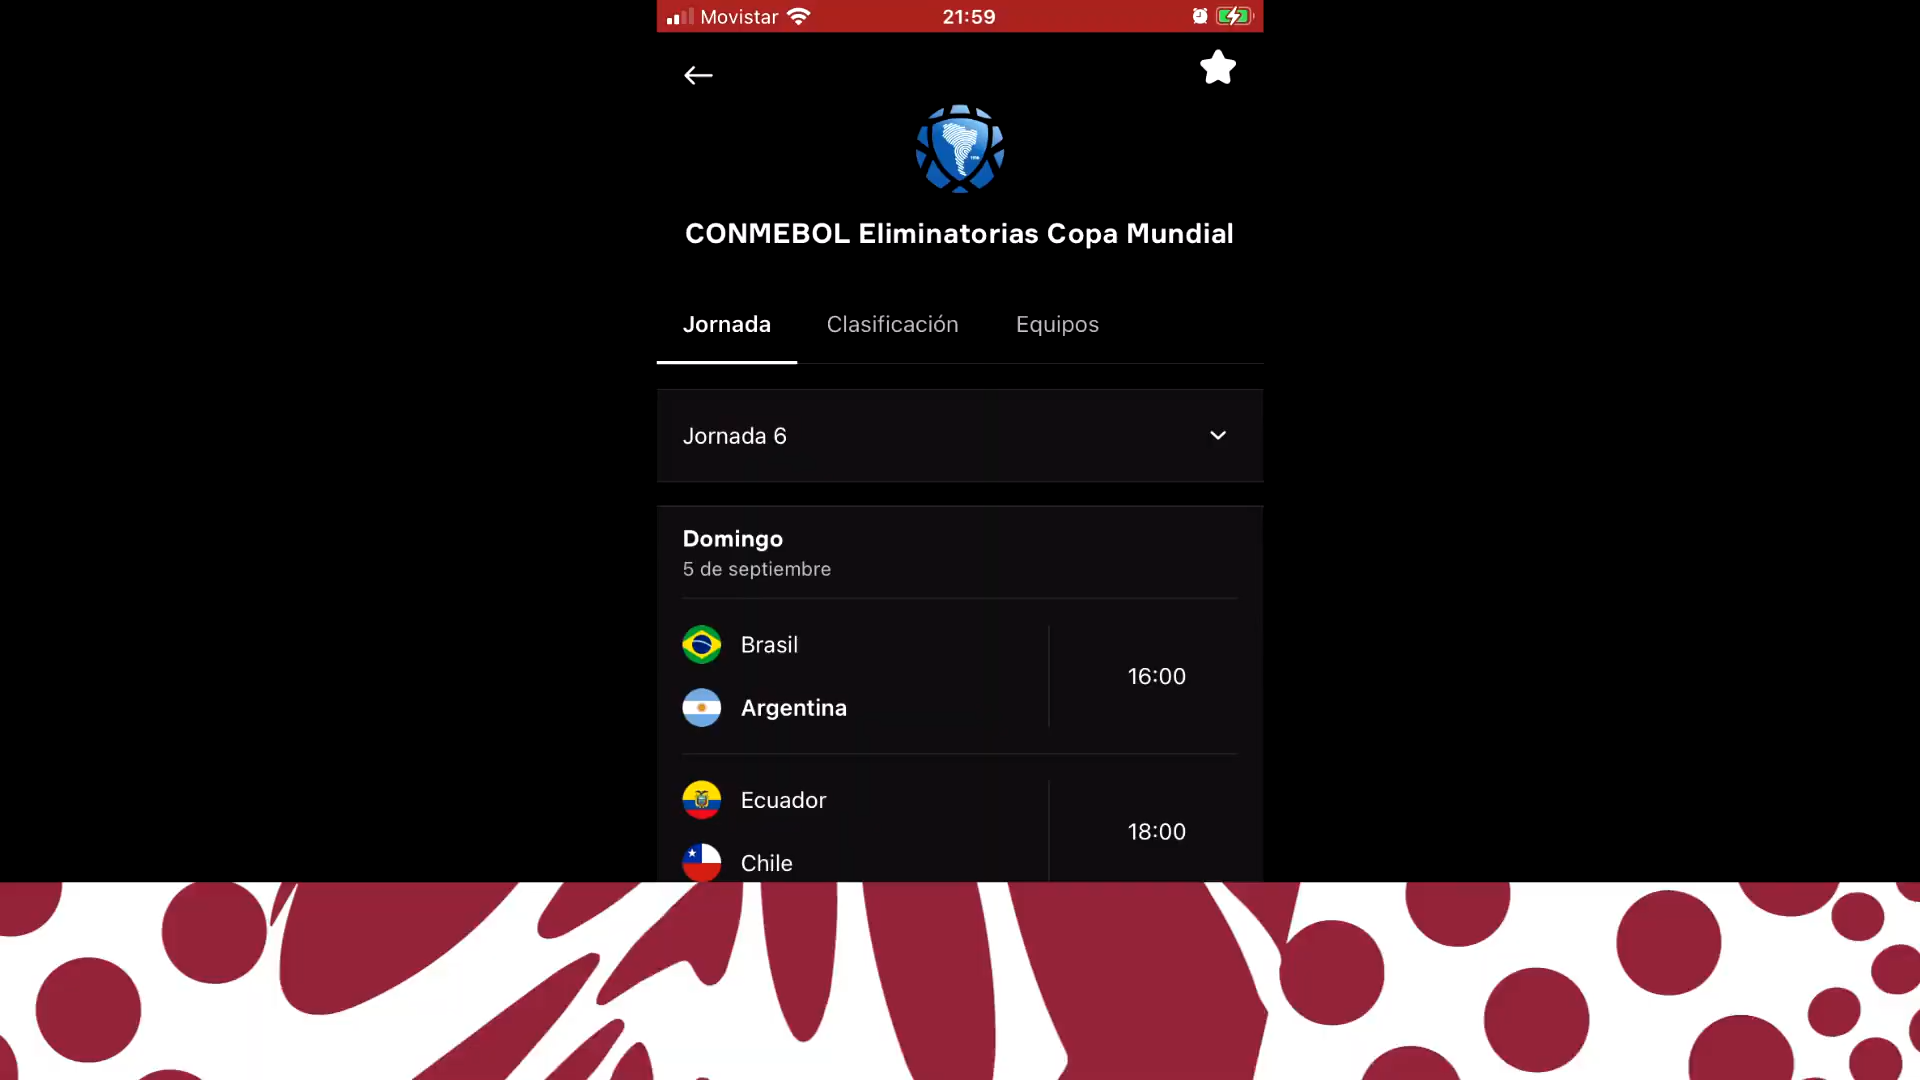 Movistar 21:59
CONMEBOL Eliminatorias Copa Mundial
Jornada Clasificación Equipos
Jornada 6
Domingo
5 de septiembre
Brasil
16:00
Argentina
Ecuador
18:00
Chile